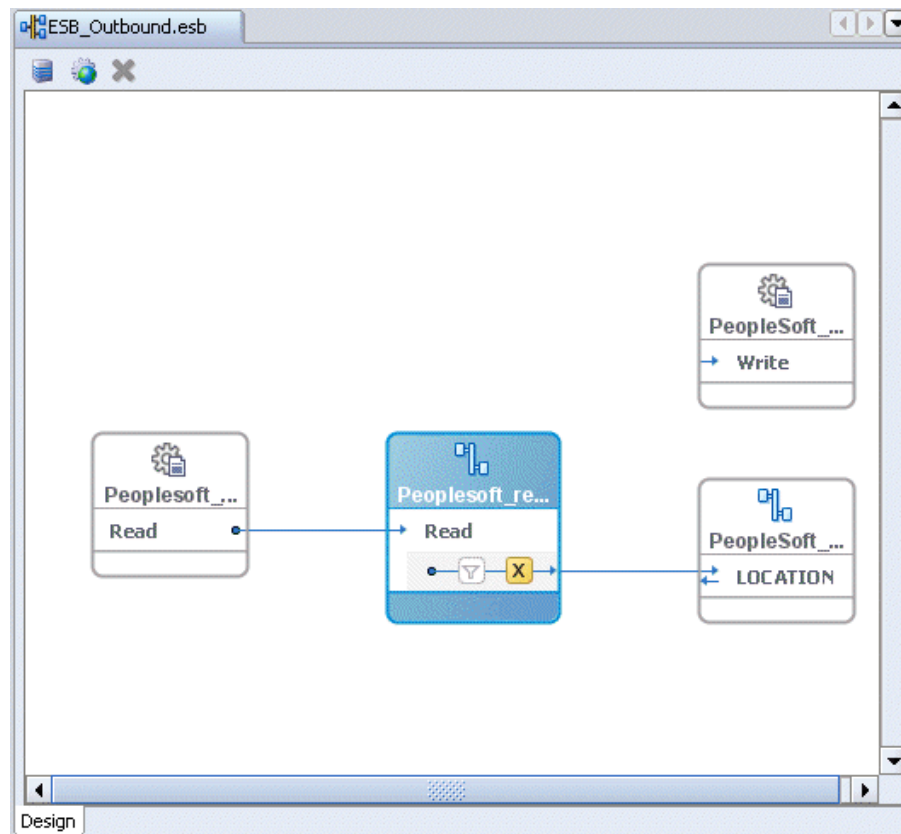 ESB_Outbound.esb
PeopleSoft_...
Write
Peoplesoft_...
Read
Peoplesoft_re...
Read
X
PeopleSoft_...
LOCATION
Design